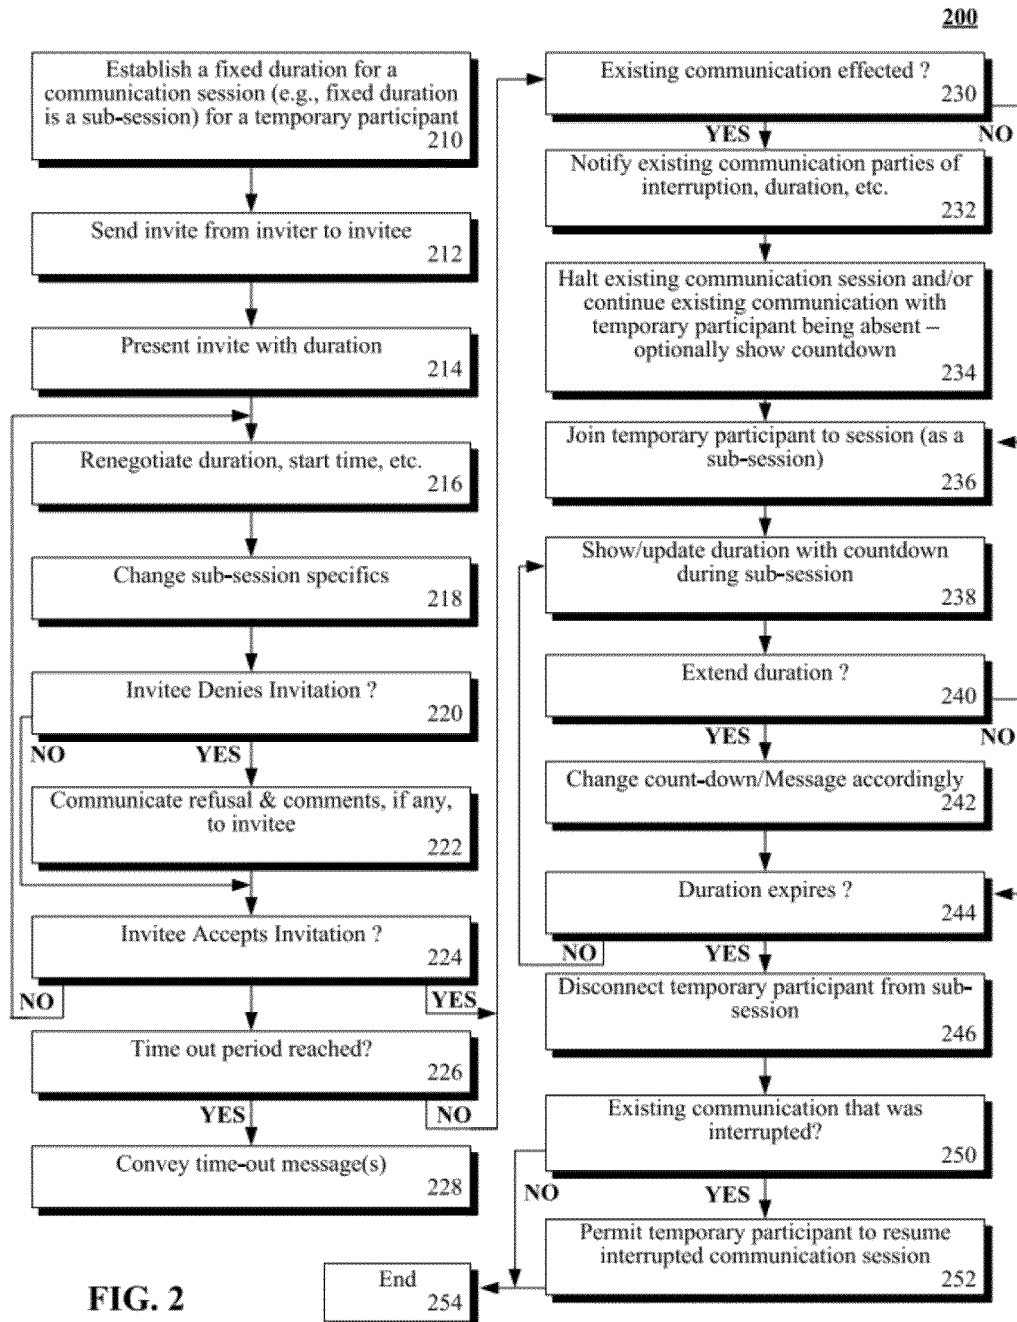 200
Establish a fixed duration for a
communication session (e.g., fixed duration
is a sub-session) for a temporary participant
210
Send invite from inviter to invitee
212
Present invite with duration
214
Renegotiate duration, start time, etc.
216
Change sub-session specifics
218
Invitee Denies Invitation ?
220
NO
YES
Communicate refusal & comments, if any,
to invitee
222
Invitee Accepts Invitation ?
224
NO
YES
Time out period reached?
226
YES
NO
Convey time-out message(s)
228
Existing communication effected ?
230
YES
NO
Notify existing communication parties of
interruption, duration, etc.
232
Halt existing communication session and/or
continue existing communication with
temporary participant being absent –
optionally show countdown
234
Join temporary participant to session (as a
sub-session)
236
Show/update duration with countdown
during sub-session
238
Extend duration ?
240
YES
NO
Change count-down/Message accordingly
242
Duration expires ?
244
NO
YES
Disconnect temporary participant from sub-
session
246
Existing communication that was
interrupted?
250
NO
YES
Permit temporary participant to resume
interrupted communication session
252
End
254
FIG. 2